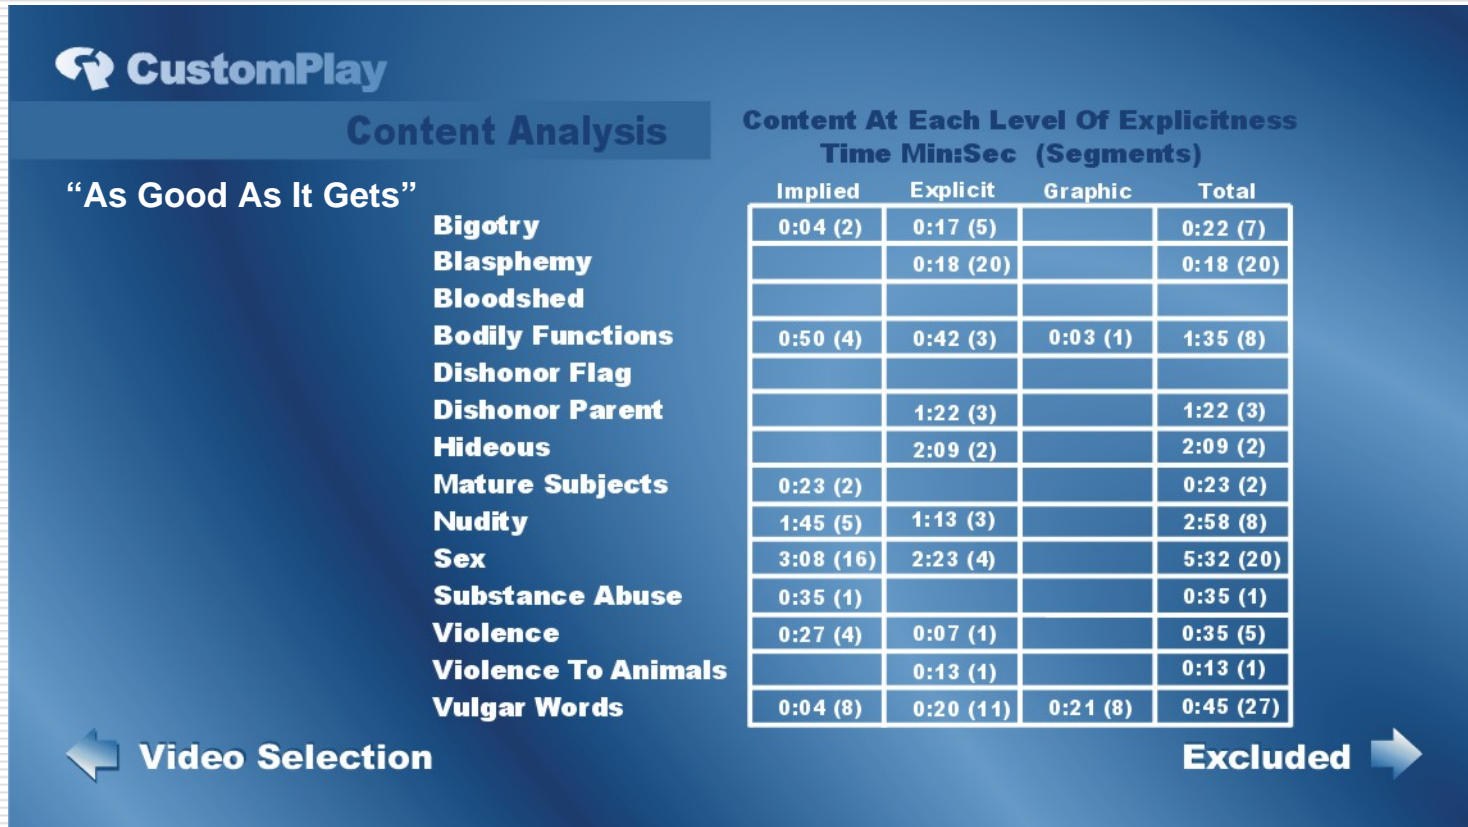 CustomPlay
Content Analysis
Content At Each Level Of Explicitness
Time Min:Sec (Segments)
“As Good As It Gets”
Implied Explicit Graphic Total
Bigotry 0:04 (2) 0:17 (5) 0:22 (7)
Blasphemy 0:18 (20) 0:18 (20)
Bloodshed
Bodily Functions 0:50 (4) 0:42 (3) 0:03 (1) 1:35 (8)
Dishonor Flag
Dishonor Parent 1:22 (3) 1:22 (3)
Hideous 2:09 (2) 2:09 (2)
Mature Subjects 0:23 (2) 0:23 (2)
Nudity 1:45 (5) 1:13 (3) 2:58 (8)
Sex 3:08 (16) 2:23 (4) 5:32 (20)
Substance Abuse 0:35 (1) 0:35 (1)
Violence 0:27 (4) 0:07 (1) 0:35 (5)
Violence To Animals 0:13 (1) 0:13 (1)
Vulgar Words 0:04 (8) 0:20 (11) 0:21 (8) 0:45 (27)
Video Selection
Excluded